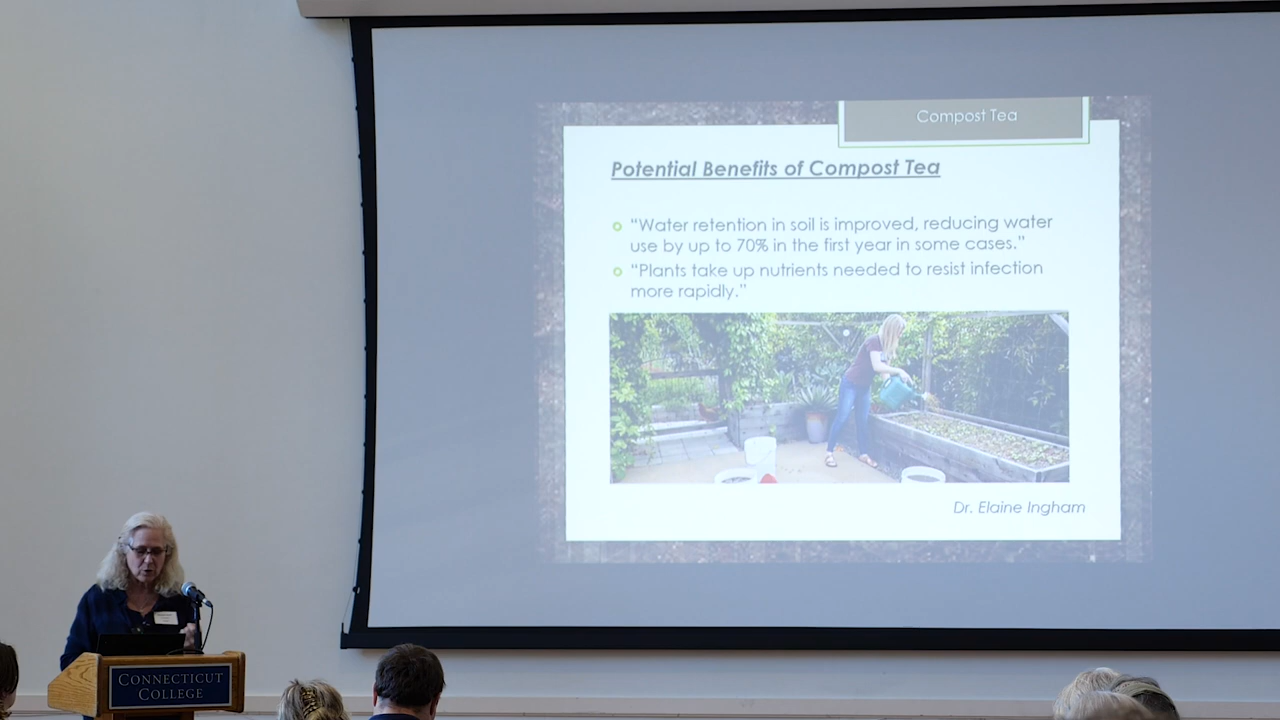 Compost Tea
Potential Benefits of Compost Tea
“Water retention in soil is improved, reducing water
use by up to 70% in the first year in some cases.”
“Plants take up nutrients needed to resist infection
more rapidly.”
Dr. Elaine Ingham
CONNECTICUT
COLLEGE